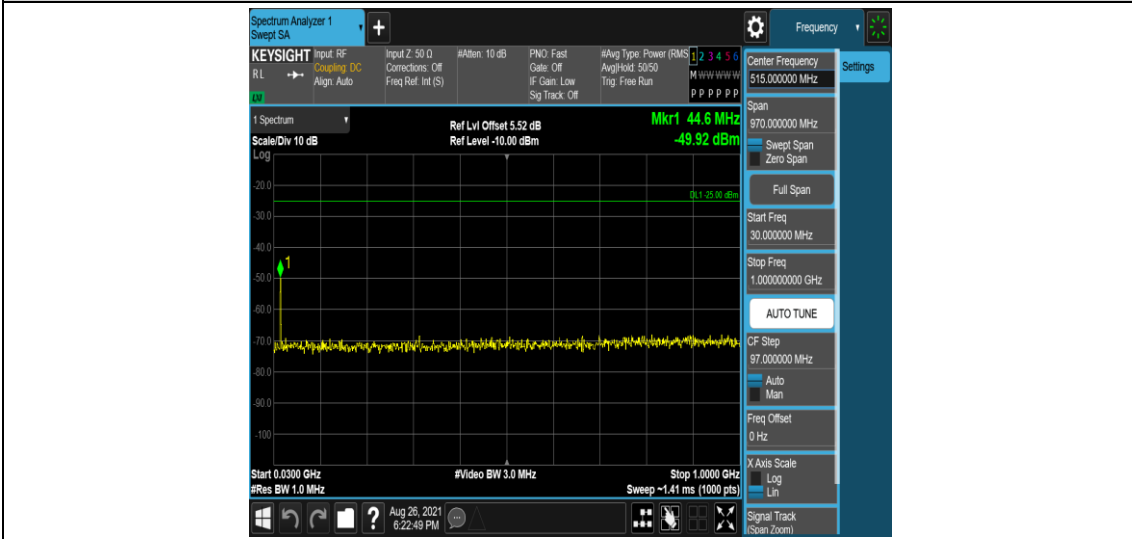 Spectrum Analyzer 1
Swept SA
+
Frequency
KEYSIGHT
RL
Input: RF
Coupling: DC
Align: Auto
Input Z: 50 Ω
Corrections: Off
Freq Ref: Int (S)
#Atten: 10 dB
PNO: Fast
Gate: Off
IF Gain: Low
Sig Track: Off
#Avg Type: Power (RMS
Avg|Hold: 50/50
Trig: Free Run
1 2 3 4 5 6
M W W W W W
P P P P P P
1 Spectrum
Scale/Div 10 dB
Ref Lvl Offset 5.52 dB
Ref Level -10.00 dBm
Mkr1 44.6 MHz
-49.92 dBm
Log
-20.0
DL1 -25.00 dBm
-30.0
-40.0
1
-50.0
-60.0
-70.0
-80.0
-90.0
-100
Start 0.0300 GHz
#Video BW 3.0 MHz
Stop 1.0000 GHz
#Res BW 1.0 MHz
Sweep ~1.41 ms (1000 pts)
?
Aug 26, 2021
6:22:49 PM
Center Frequency
515.000000 MHz
Settings
Span
970.000000 MHz
Swept Span
Zero Span
Full Span
Start Freq
30.000000 MHz
Stop Freq
1.000000000 GHz
AUTO TUNE
CF Step
97.000000 MHz
Auto
Man
Freq Offset
0 Hz
X Axis Scale
Log
Lin
Signal Track
(Span Zoom)